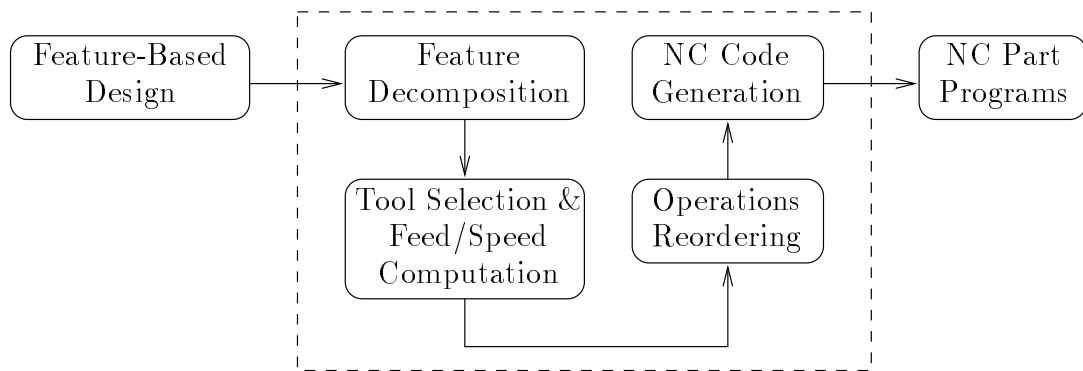 Feature-Based
Design
Feature
Decomposition
Tool Selection &
Feed/Speed
Computation
Operations
Reordering
NC Code
Generation
NC Part
Programs